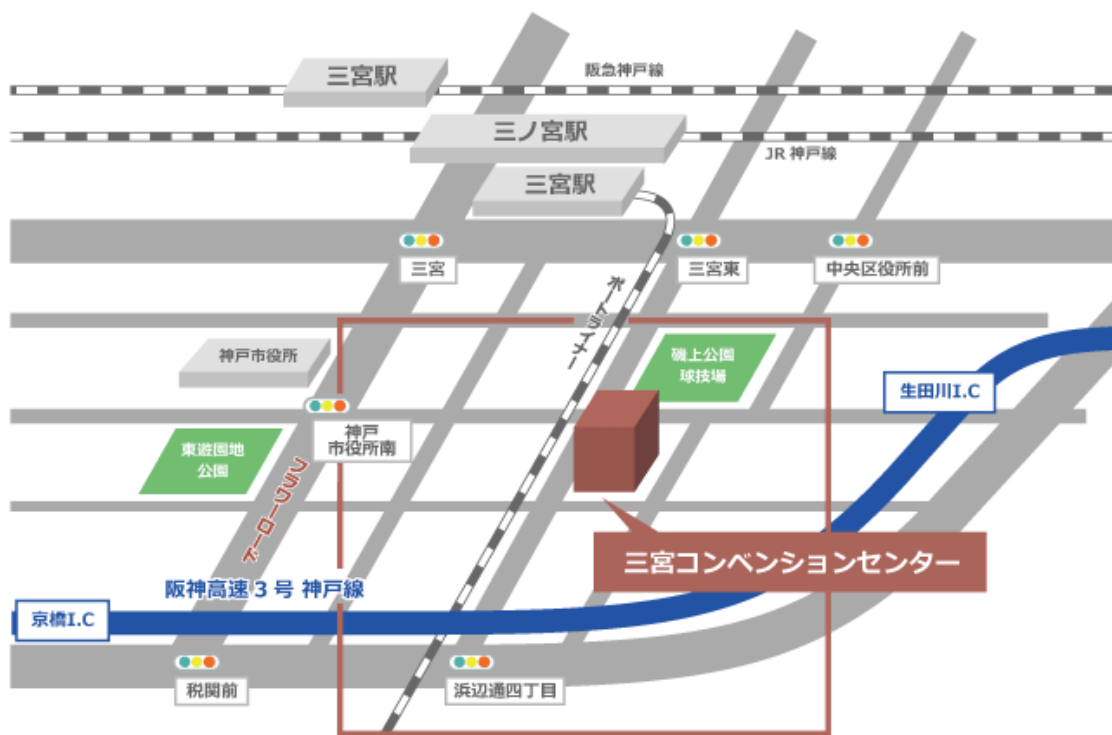 三宮駅
阪急神戸線
三ノ宮駅
JR 神戸線
三宮駅
三宮
三宮東
中央区役所前
ポートライナー
神戸市役所
磯上公園
球技場
生田川I.C
神戸
市役所南
東遊園地
公園
フラワーロード
三宮コンベンションセンター
阪神高速 3 号 神戸線
京橋I.C
税関前
浜辺通四丁目